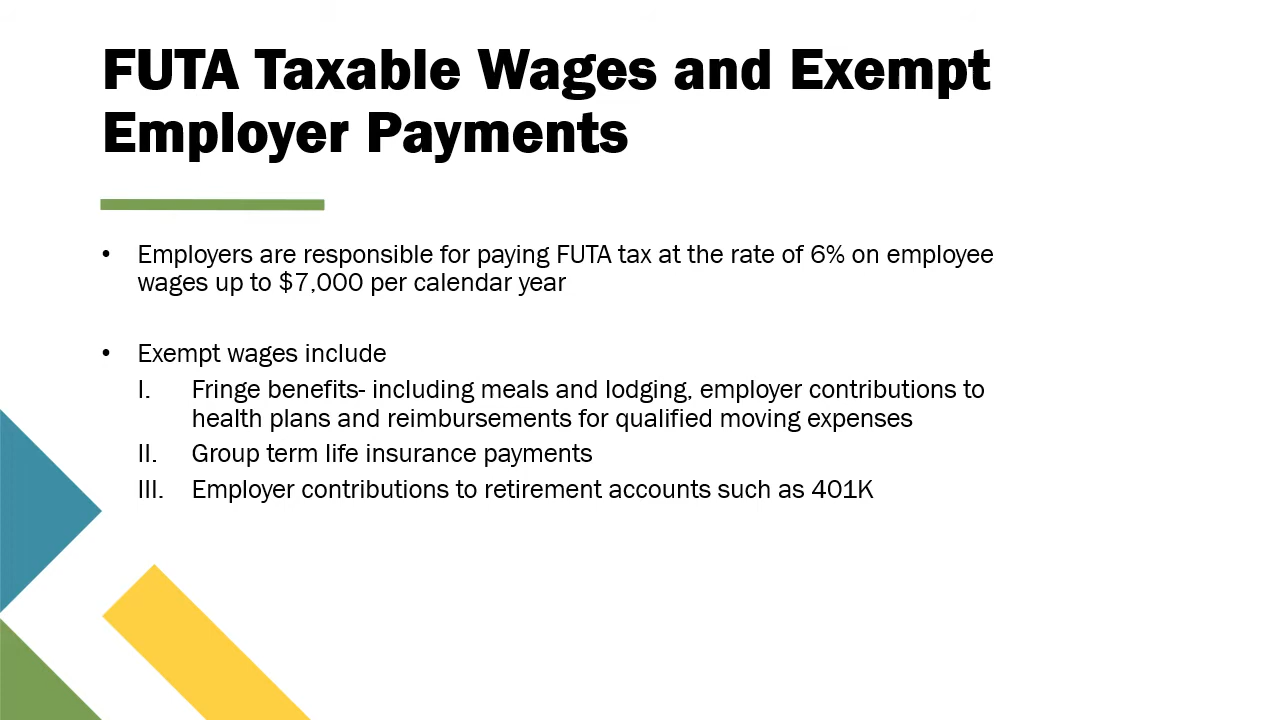 FUTA Taxable Wages and Exempt
Employer Payments
• Employers are responsible for paying FUTA tax at the rate of 6% on employee
wages up to $7,000 per calendar year
• Exempt wages include
I. Fringe benefits- including meals and lodging, employer contributions to
health plans and reimbursements for qualified moving expenses
II. Group term life insurance payments
III. Employer contributions to retirement accounts such as 401K